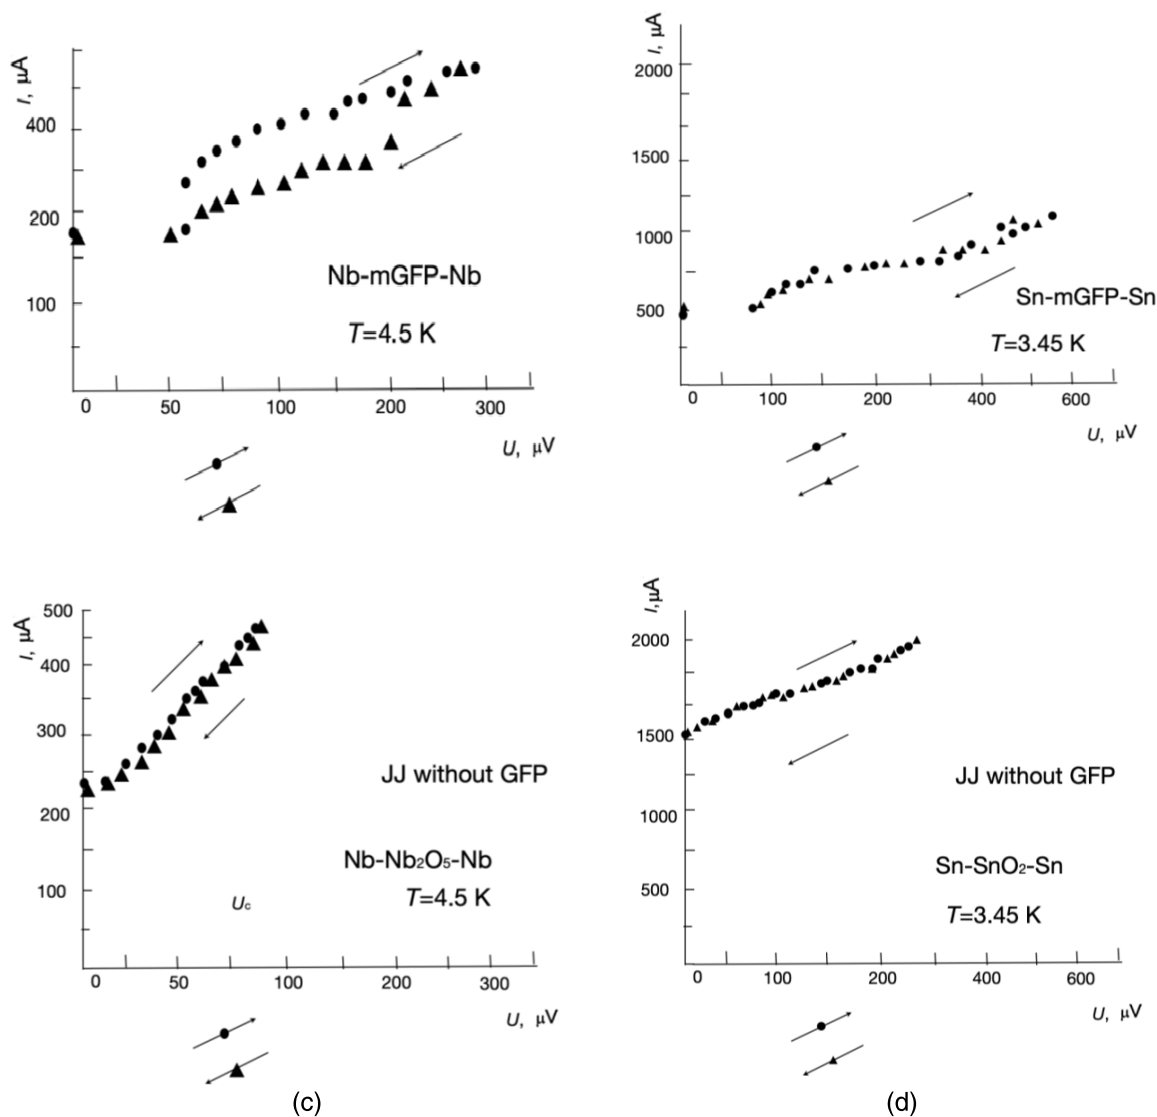 I, μA
400
200
100
0 50 100 200 300
U, μV
Nb-mGFP-Nb
T=4.5 K
I, μA
2000
1500
1000
500
0 100 200 400 600
U, μV
Sn-mGFP-Sn
T=3.45 K
I, μA
500
400
300
200
100
0 50 100 200 300
U, μV
JJ without GFP
Nb-Nb₂O₅-Nb
T=4.5 K
Uc
(c)
I,μA
2000
1500
1000
500
0 100 200 400 600
U, μV
JJ without GFP
Sn-SnO₂-Sn
T=3.45 K
(d)